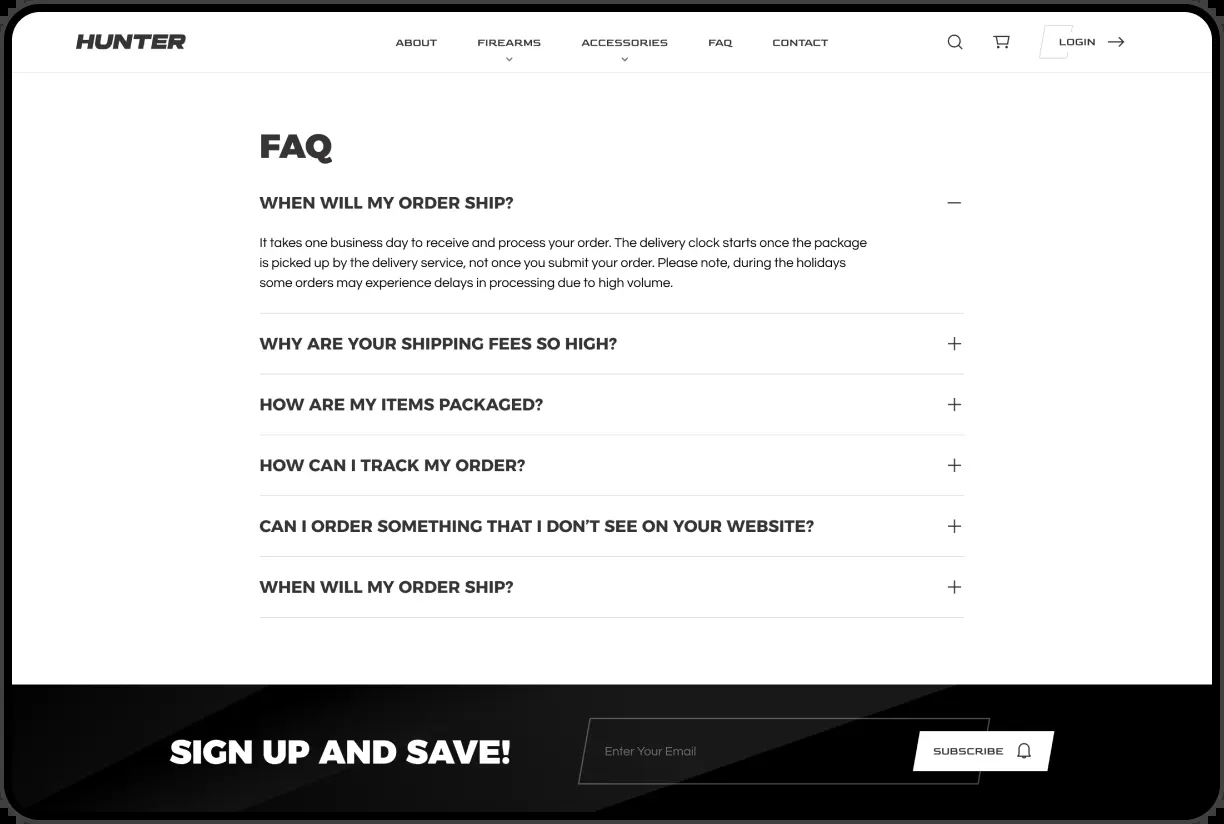 HUNTER
ABOUT
FIREARMS
ACCESSORIES
FAQ
CONTACT
LOGIN
FAQ
WHEN WILL MY ORDER SHIP?
It takes one business day to receive and process your order. The delivery clock starts once the package
is picked up by the delivery service, not once you submit your order. Please note, during the holidays
some orders may experience delays in processing due to high volume.
WHY ARE YOUR SHIPPING FEES SO HIGH?
HOW ARE MY ITEMS PACKAGED?
HOW CAN I TRACK MY ORDER?
CAN I ORDER SOMETHING THAT I DON’T SEE ON YOUR WEBSITE?
WHEN WILL MY ORDER SHIP?
SIGN UP AND SAVE!
Enter Your Email
SUBSCRIBE